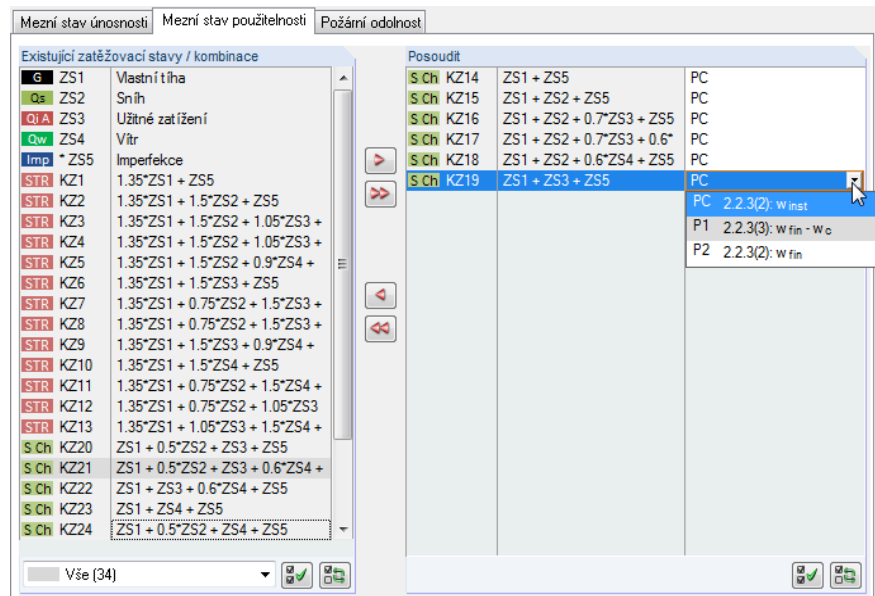 Mezní stav únosnosti Mezní stav použitelnosti Požární odolnost
Existující zatěžovací stavy / kombinace
G ZS1 Vlastní tíha
Qs ZS2 Sníh
Qi A ZS3 Užitné zatížení
Qw ZS4 Vítr
Imp * ZS5 Imperfekce
STR KZ1 1.35*ZS1 + ZS5
STR KZ2 1.35*ZS1 + 1.5*ZS2 + ZS5
STR KZ3 1.35*ZS1 + 1.5*ZS2 + 1.05*ZS3 +
STR KZ4 1.35*ZS1 + 1.5*ZS2 + 1.05*ZS3 +
STR KZ5 1.35*ZS1 + 1.5*ZS2 + 0.9*ZS4 +
STR KZ6 1.35*ZS1 + 1.5*ZS3 + ZS5
STR KZ7 1.35*ZS1 + 0.75*ZS2 + 1.5*ZS3 +
STR KZ8 1.35*ZS1 + 0.75*ZS2 + 1.5*ZS3 +
STR KZ9 1.35*ZS1 + 1.5*ZS3 + 0.9*ZS4 +
STR KZ10 1.35*ZS1 + 1.5*ZS4 + ZS5
STR KZ11 1.35*ZS1 + 0.75*ZS2 + 1.5*ZS4 +
STR KZ12 1.35*ZS1 + 0.75*ZS2 + 1.05*ZS3
STR KZ13 1.35*ZS1 + 1.05*ZS3 + 1.5*ZS4 +
S Ch KZ20 ZS1 + 0.5*ZS2 + ZS3 + ZS5
S Ch KZ21 ZS1 + 0.5*ZS2 + ZS3 + 0.6*ZS4 +
S Ch KZ22 ZS1 + ZS3 + 0.6*ZS4 + ZS5
S Ch KZ23 ZS1 + ZS4 + ZS5
S Ch KZ24 ZS1 + 0.5*ZS2 + ZS4 + ZS5
Vše (34)
Posoudit
S Ch KZ14 ZS1 + ZS5 PC
S Ch KZ15 ZS1 + ZS2 + ZS5 PC
S Ch KZ16 ZS1 + ZS2 + 0.7*ZS3 + ZS5 PC
S Ch KZ17 ZS1 + ZS2 + 0.7*ZS3 + 0.6* PC
S Ch KZ18 ZS1 + ZS2 + 0.6*ZS4 + ZS5 PC
S Ch KZ19 ZS1 + ZS3 + ZS5 PC
PC 2.2.3(2): w inst
P1 2.2.3(3): w fin - w c
P2 2.2.3(2): w fin